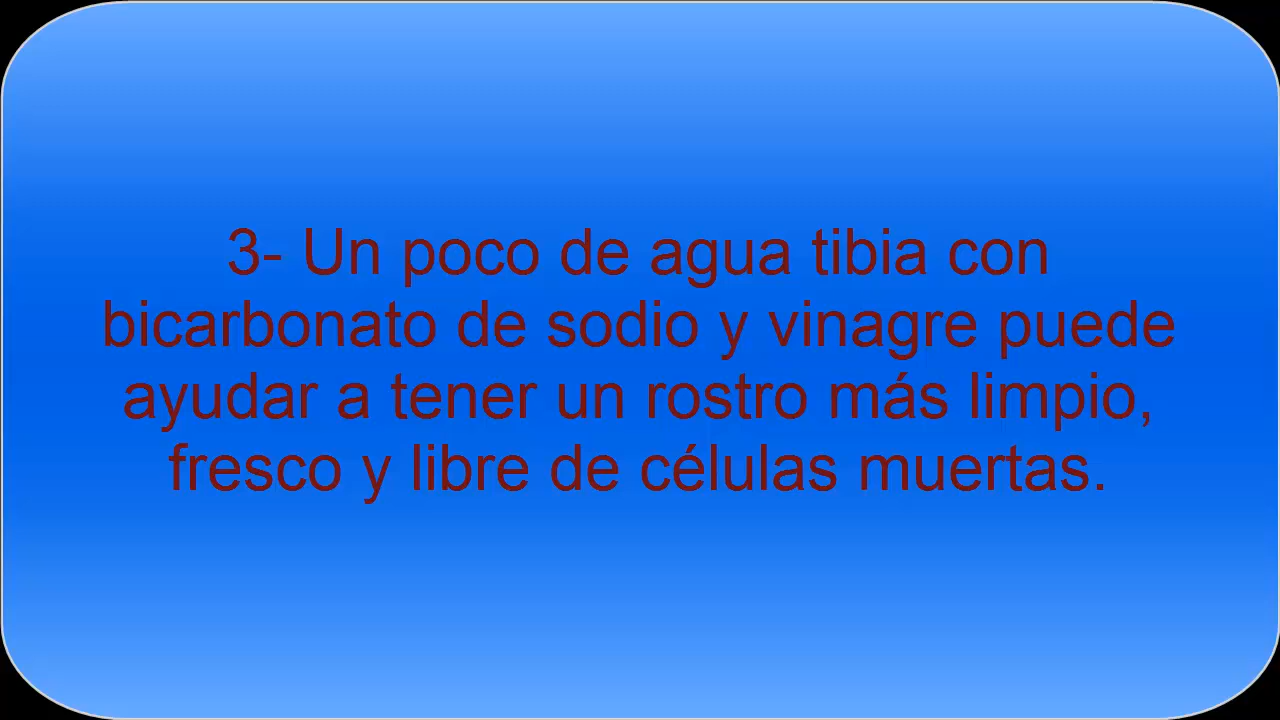 3- Un poco de agua tibia con
bicarbonato de sodio y vinagre puede
ayudar a tener un rostro más limpio,
fresco y libre de células muertas.